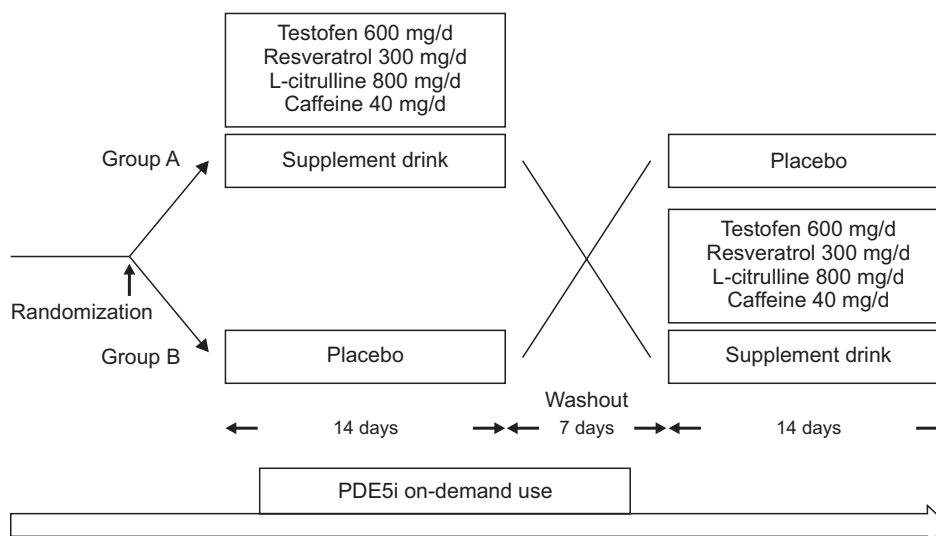 Testofen 600 mg/d
Resveratrol 300 mg/d
L-citrulline 800 mg/d
Caffeine 40 mg/d
Group A
Supplement drink
Placebo
Testofen 600 mg/d
Resveratrol 300 mg/d
L-citrulline 800 mg/d
Caffeine 40 mg/d
Randomization
Group B
Placebo
Supplement drink
Washout
14 days
7 days
14 days
PDE5i on-demand use